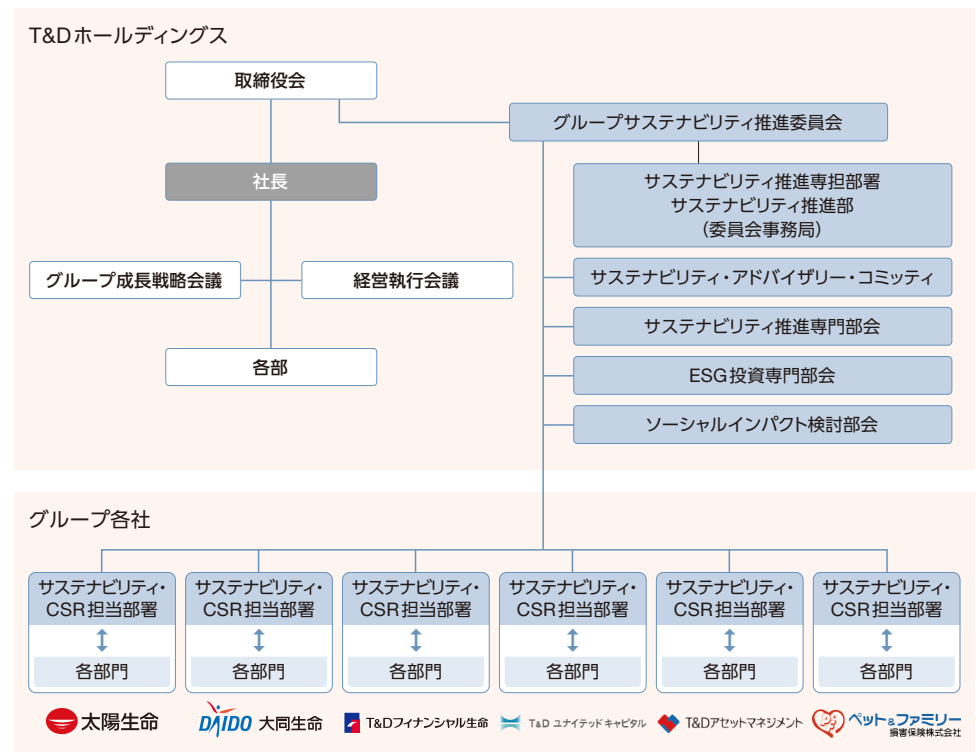 T&Dホールディングス
取締役会
グループサステナビリティ推進委員会
社長
サステナビリティ推進専担部署
サステナビリティ推進部
(委員会事務局)
グループ成長戦略会議
経営執行会議
サステナビリティ・アドバイザリー・コミッティ
サステナビリティ推進専門部会
各部
ESG投資専門部会
ソーシャルインパクト検討部会
グループ各社
サステナビリティ・
CSR担当部署
各部門
サステナビリティ・
CSR担当部署
各部門
サステナビリティ・
CSR担当部署
各部門
サステナビリティ・
CSR担当部署
各部門
サステナビリティ・
CSR担当部署
各部門
サステナビリティ・
CSR担当部署
各部門
太陽生命
DAIDO 大同生命
T&Dフィナンシャル生命
T&D ユナイテッドキャピタル
T&Dアセットマネジメント
ペット&ファミリー
損害保険株式会社